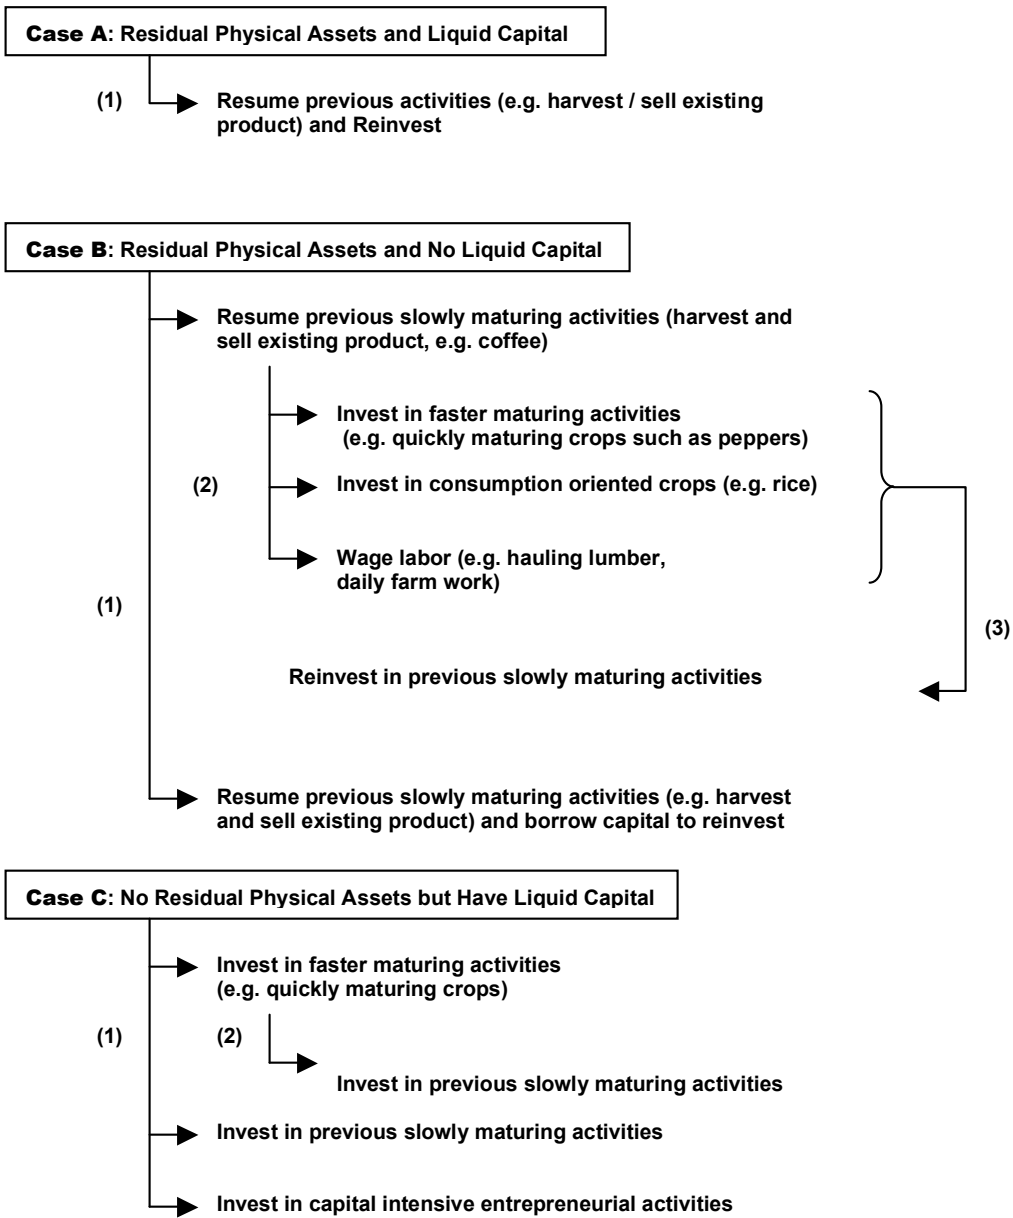 Case A: Residual Physical Assets and Liquid Capital
(1)
Resume previous activities (e.g. harvest / sell existing
product) and Reinvest
Case B: Residual Physical Assets and No Liquid Capital
Resume previous slowly maturing activities (harvest and
sell existing product, e.g. coffee)
Invest in faster maturing activities
(e.g. quickly maturing crops such as peppers)
(2)
Invest in consumption oriented crops (e.g. rice)
Wage labor (e.g. hauling lumber,
daily farm work)
(1)
(3)
Reinvest in previous slowly maturing activities
Resume previous slowly maturing activities (e.g. harvest
and sell existing product) and borrow capital to reinvest
Case C: No Residual Physical Assets but Have Liquid Capital
Invest in faster maturing activities
(e.g. quickly maturing crops)
(1)
(2)
Invest in previous slowly maturing activities
Invest in previous slowly maturing activities
Invest in capital intensive entrepreneurial activities